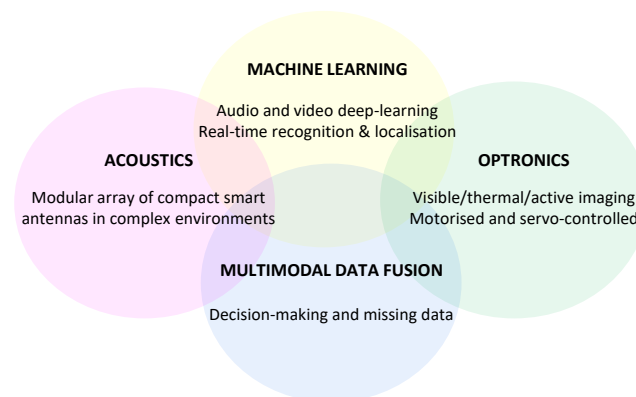 MACHINE LEARNING
Audio and video deep-learning
Real-time recognition & localisation
ACOUSTICS
Modular array of compact smart
antennas in complex environments
OPTRONICS
Visible/thermal/active imaging
Motorised and servo-controlled
MULTIMODAL DATA FUSION
Decision-making and missing data